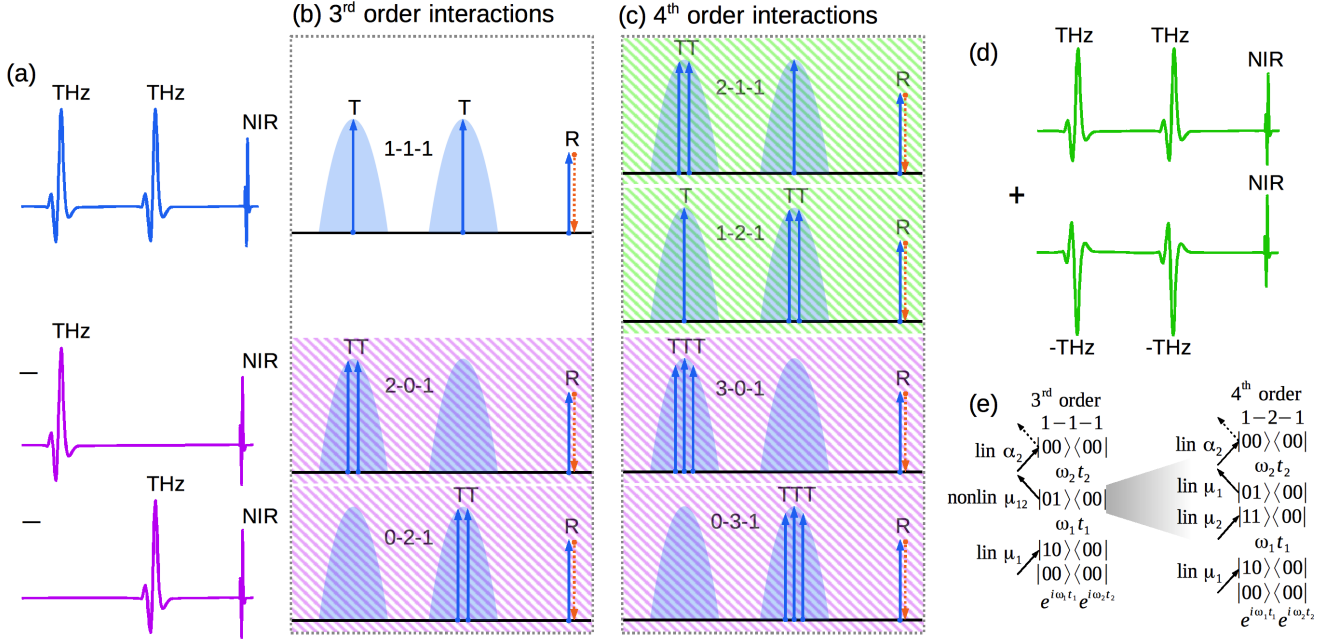 (a)
THz
THz
NIR
–
THz
NIR
–
THz
NIR
(b) 3rd order interactions
T
T
1-1-1
R
TT
2-0-1
R
TT
0-2-1
R
(c) 4th order interactions
TT
2-1-1
R
T
TT
1-2-1
R
TTT
3-0-1
R
TTT
0-3-1
R
(d)
THz
THz
NIR
+
NIR
-THz
-THz
(e)
3rd order
1−1−1
lin α₂ |00⟩⟨00|
ω₂t₂
nonlin μ₁₂ |01⟩⟨00|
ω₁t₁
lin μ₁ |10⟩⟨00|
|00⟩⟨00|
e^{iω₁t₁} e^{iω₂t₂}
4th order
1−2−1
lin α₂ |00⟩⟨00|
ω₂t₂
lin μ₁ |01⟩⟨00|
lin μ₂ |11⟩⟨00|
ω₁t₁
lin μ₁ |10⟩⟨00|
|00⟩⟨00|
e^{iω₁t₁} e^{iω₂t₂}